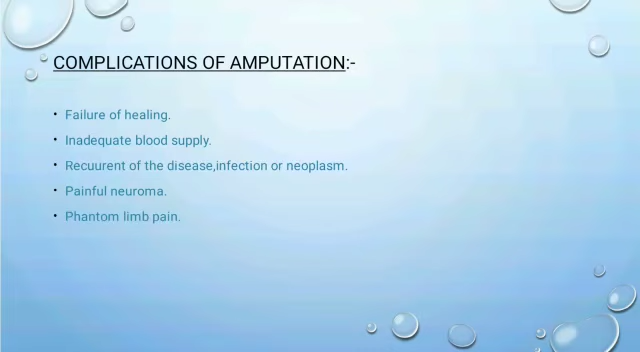 COMPLICATIONS OF AMPUTATION:-
• Failure of healing.
• Inadequate blood supply.
• Recuurent of the disease,infection or neoplasm.
• Painful neuroma.
• Phantom limb pain.